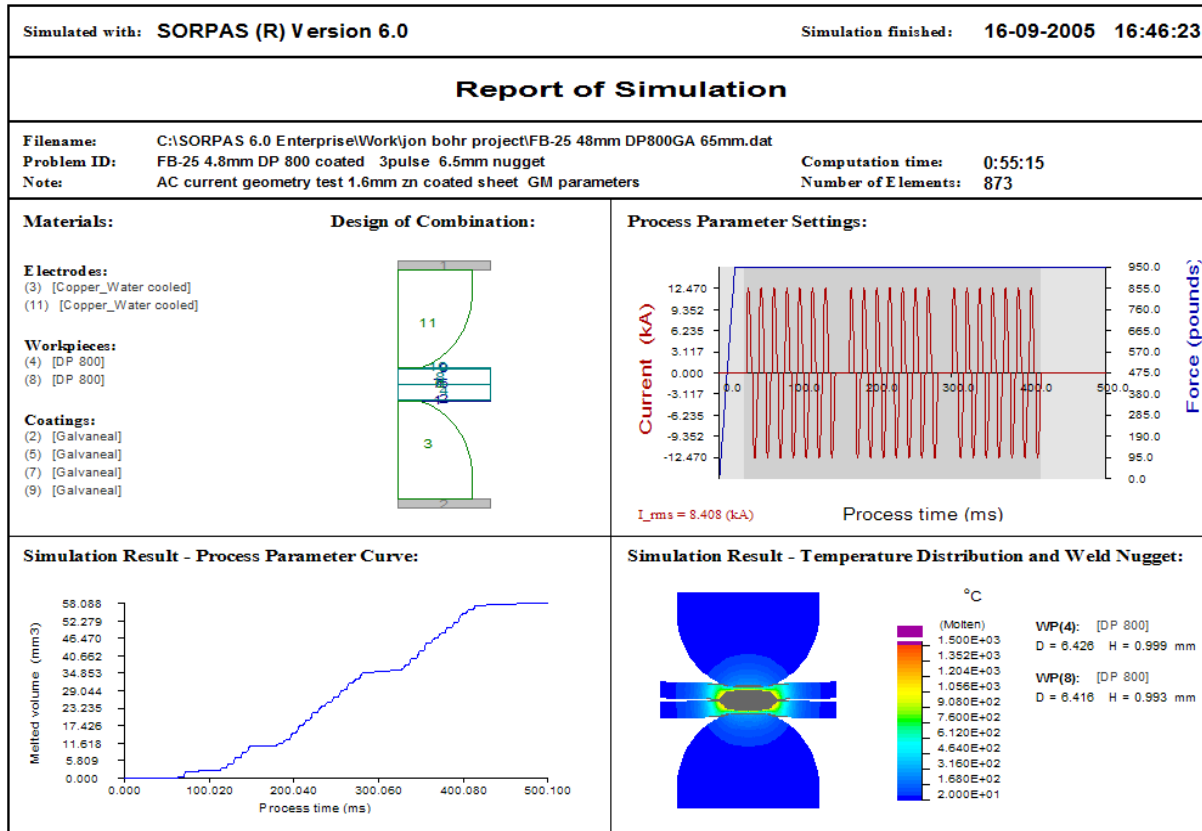 Simulated with: SORPAS (R) Version 6.0 Simulation finished: 16-09-2005 16:46:23
Report of Simulation
Filename: C:\SORPAS 6.0 Enterprise\Work\jon bohr project\FB-25 48mm DP800GA 65mm.dat
Problem ID: FB-25 4.8mm DP 800 coated 3pulse 6.5mm nugget Computation time: 0:55:15
Note: AC current geometry test 1.6mm zn coated sheet GM parameters Number of Elements: 873
Materials:
Electrodes:
(3) [Copper_Water cooled]
(11) [Copper_Water cooled]
Workpieces:
(4) [DP 800]
(8) [DP 800]
Coatings:
(2) [Galvaneal]
(5) [Galvaneal]
(7) [Galvaneal]
(9) [Galvaneal]
Design of Combination:
1
11
3
2
Process Parameter Settings:
Current (kA)
12.470
9.352
6.235
3.117
0.000
-3.117
-6.235
-9.352
-12.470
0.0 100.0 200.0 300.0 400.0 500.0
950.0
855.0
760.0
665.0
570.0
475.0
380.0
285.0
190.0
95.0
0.0
Force (pounds)
I_rms = 8.408 (kA) Process time (ms)
Simulation Result - Process Parameter Curve:
Melted volume (mm3)
58.088
52.279
46.470
40.662
34.853
29.044
23.235
17.426
11.618
5.809
0.000
0.000 100.020 200.040 300.060 400.080 500.100
Process time (ms)
Simulation Result - Temperature Distribution and Weld Nugget:
°C
(Molten)
1.500E+03
1.352E+03
1.204E+03
1.056E+03
9.080E+02
7.600E+02
6.120E+02
4.640E+02
3.160E+02
1.680E+02
2.000E+01
WP(4): [DP 800]
D = 6.426 H = 0.999 mm
WP(8): [DP 800]
D = 6.416 H = 0.993 mm